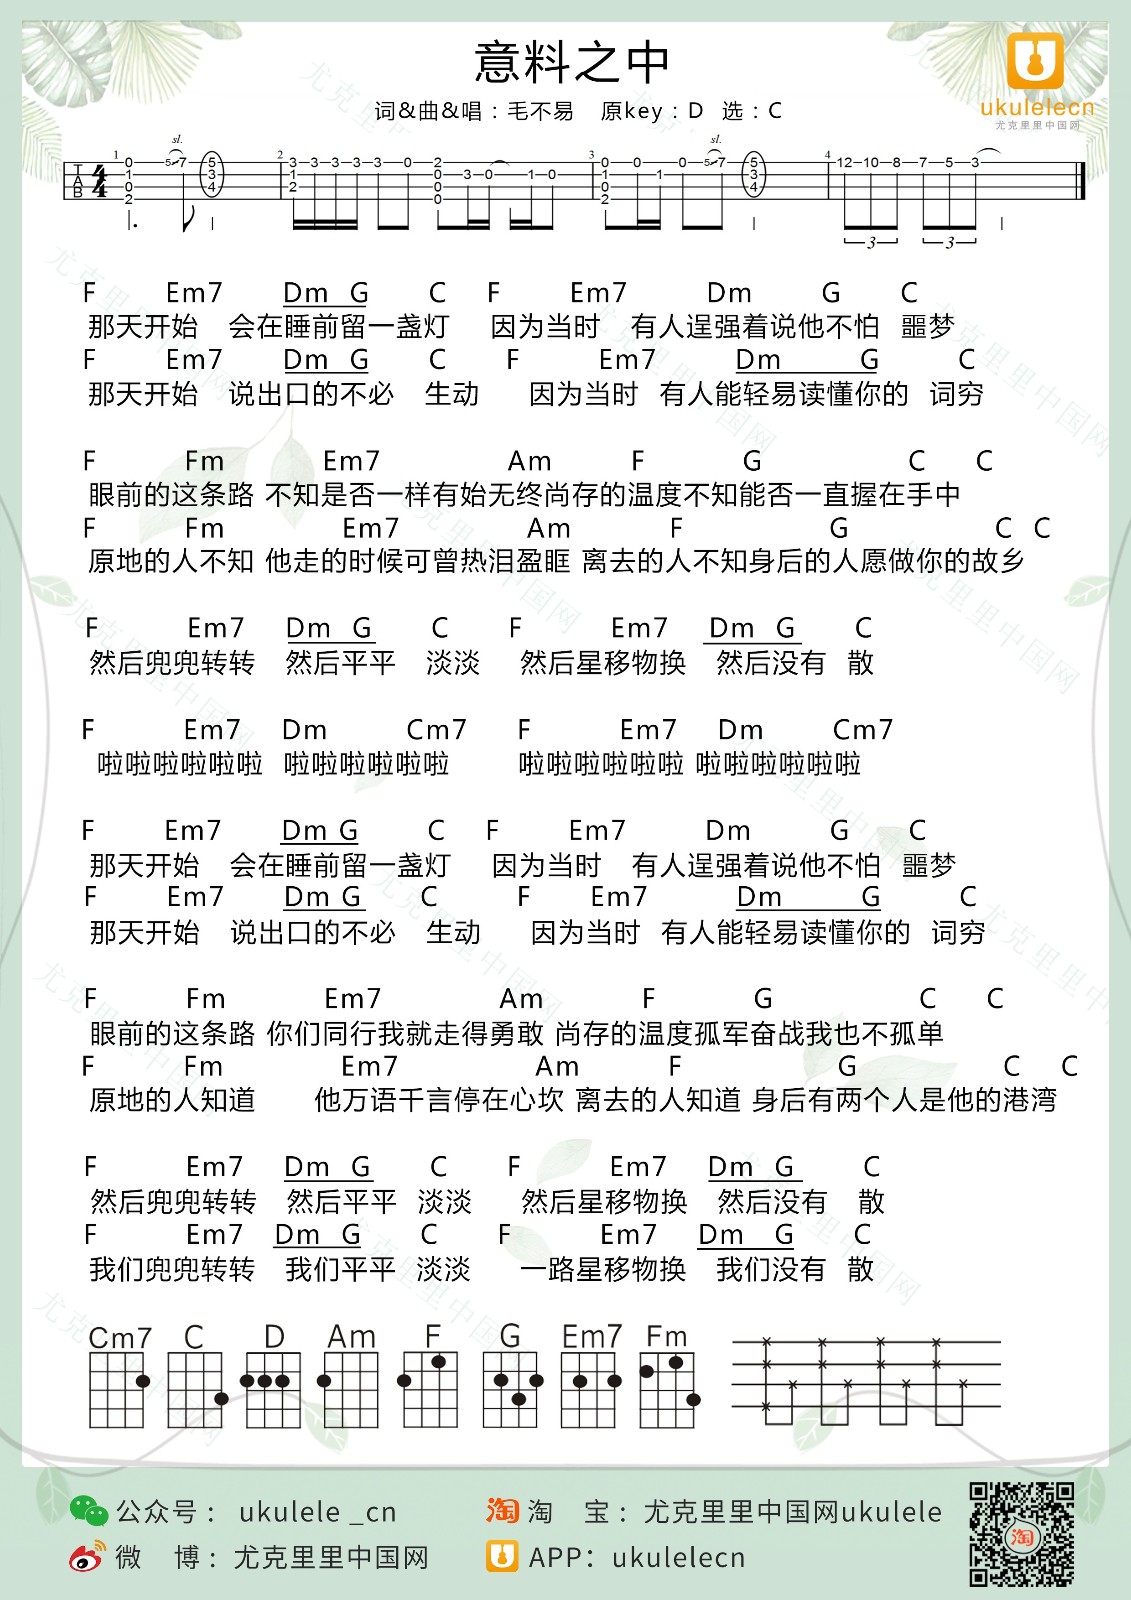 意料之中
词&曲&唱：毛不易 原key：D 选：C
ukulelecn
尤克里里中国网
F Em7 Dm G C F Em7 Dm G C
那天开始 会在睡前留一盏灯 因为当时 有人逞强着说他不怕 噩梦
F Em7 Dm G C F Em7 Dm G C
那天开始 说出口的不必 生动 因为当时 有人能轻易读懂你的 词穷
F Fm Em7 Am F G C C
眼前的这条路 不知是否一样有始无终尚存的温度不知能否一直握在手中
F Fm Em7 Am F G C C
原地的人不知 他走的时候可曾热泪盈眶 离去的人不知身后的人愿做你的故乡
F Em7 Dm G C F Em7 Dm G C
然后兜兜转转 然后平平 淡淡 然后星移物换 然后没有 散
F Em7 Dm Cm7 F Em7 Dm Cm7
啦啦啦啦啦啦 啦啦啦啦啦啦 啦啦啦啦啦啦 啦啦啦啦啦啦
F Em7 Dm G C F Em7 Dm G C
那天开始 会在睡前留一盏灯 因为当时 有人逞强着说他不怕 噩梦
F Em7 Dm G C F Em7 Dm G C
那天开始 说出口的不必 生动 因为当时 有人能轻易读懂你的 词穷
F Fm Em7 Am F G C C
眼前的这条路 你们同行我就走得勇敢 尚存的温度孤军奋战我也不孤单
F Fm Em7 Am F G C C
原地的人知道 他万语千言停在心坎 离去的人知道 身后有两个人是他的港湾
F Em7 Dm G C F Em7 Dm G C
然后兜兜转转 然后平平 淡淡 然后星移物换 然后没有 散
F Em7 Dm G C F Em7 Dm G C
我们兜兜转转 我们平平 淡淡 一路星移物换 我们没有 散
Cm7 C D Am F G Em7 Fm
公众号： ukulele _cn 淘 淘 宝：尤克里里中国网ukulele
微 博：尤克里里中国网 APP：ukulelecn
淘